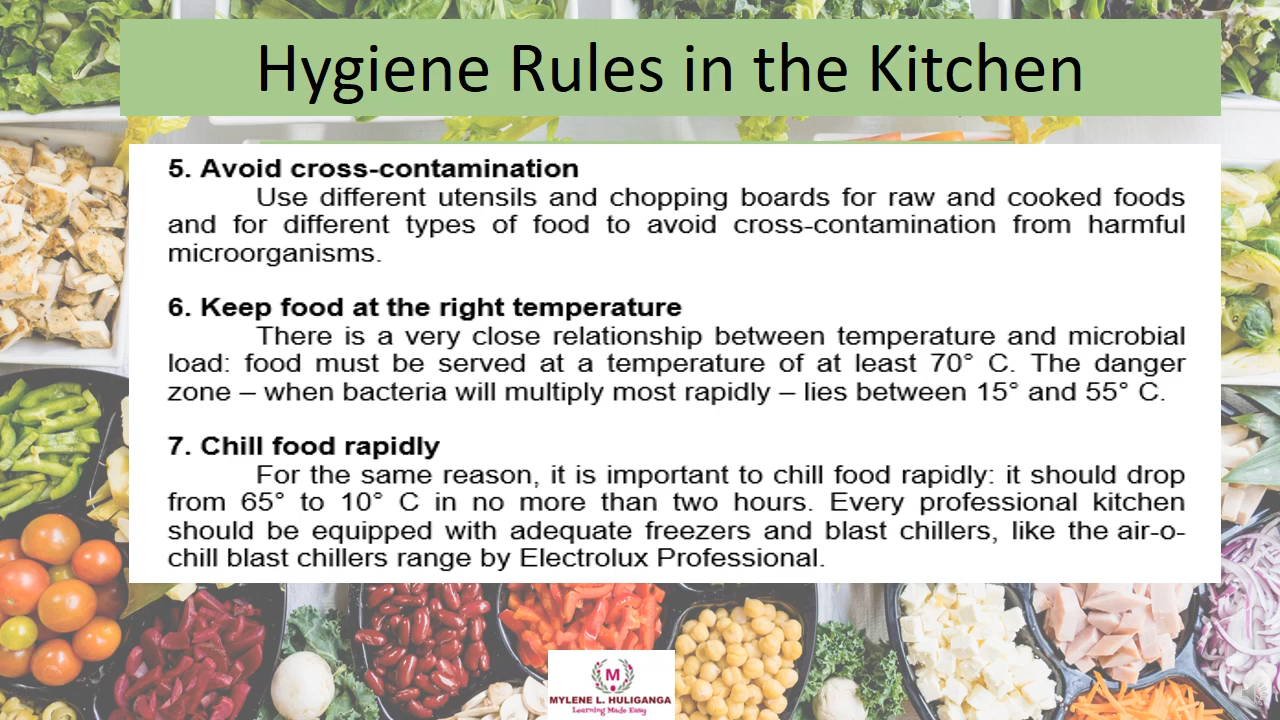 Hygiene Rules in the Kitchen
5. Avoid cross-contamination
Use different utensils and chopping boards for raw and cooked foods
and for different types of food to avoid cross-contamination from harmful
microorganisms.
6. Keep food at the right temperature
There is a very close relationship between temperature and microbial
load: food must be served at a temperature of at least 70° C. The danger
zone – when bacteria will multiply most rapidly – lies between 15° and 55° C.
7. Chill food rapidly
For the same reason, it is important to chill food rapidly: it should drop
from 65° to 10° C in no more than two hours. Every professional kitchen
should be equipped with adequate freezers and blast chillers, like the air-o-
chill blast chillers range by Electrolux Professional.
M
MYLENE L. HULIGANGA
Learning Made Easy